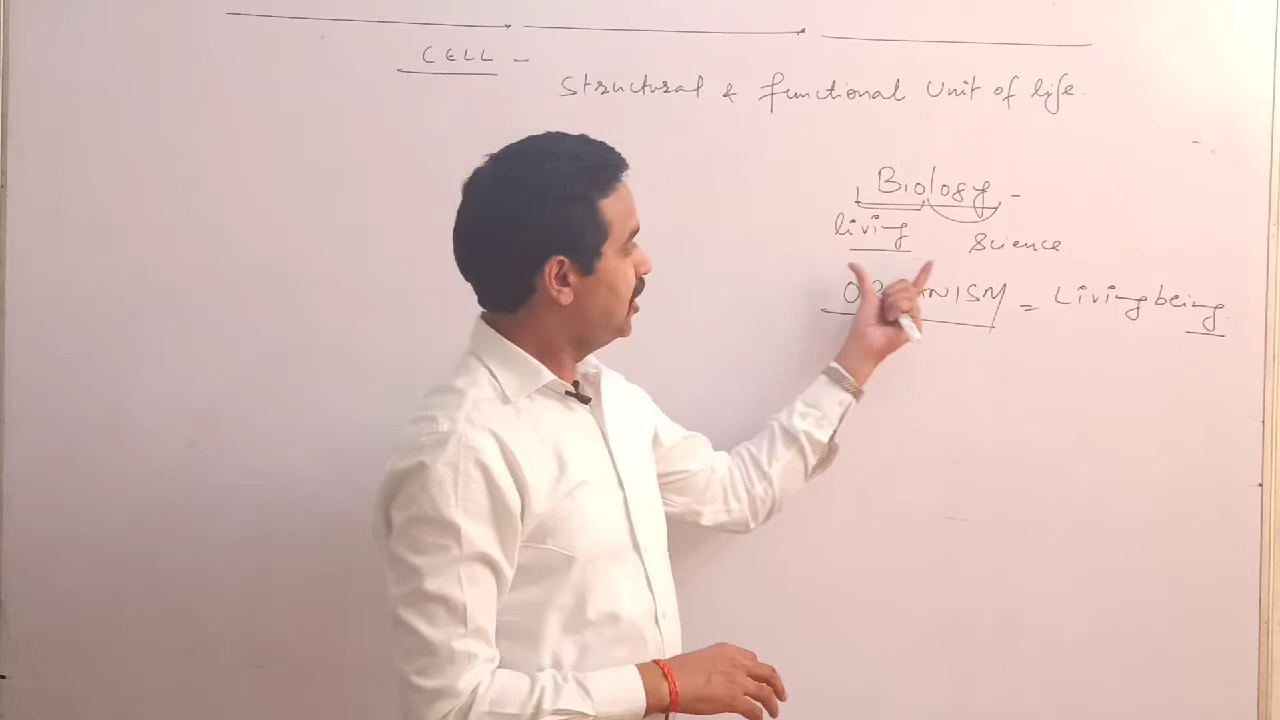 CELL -
Structural & functional Unit of life.
Biology -
living science.
ORGANISM = Living being